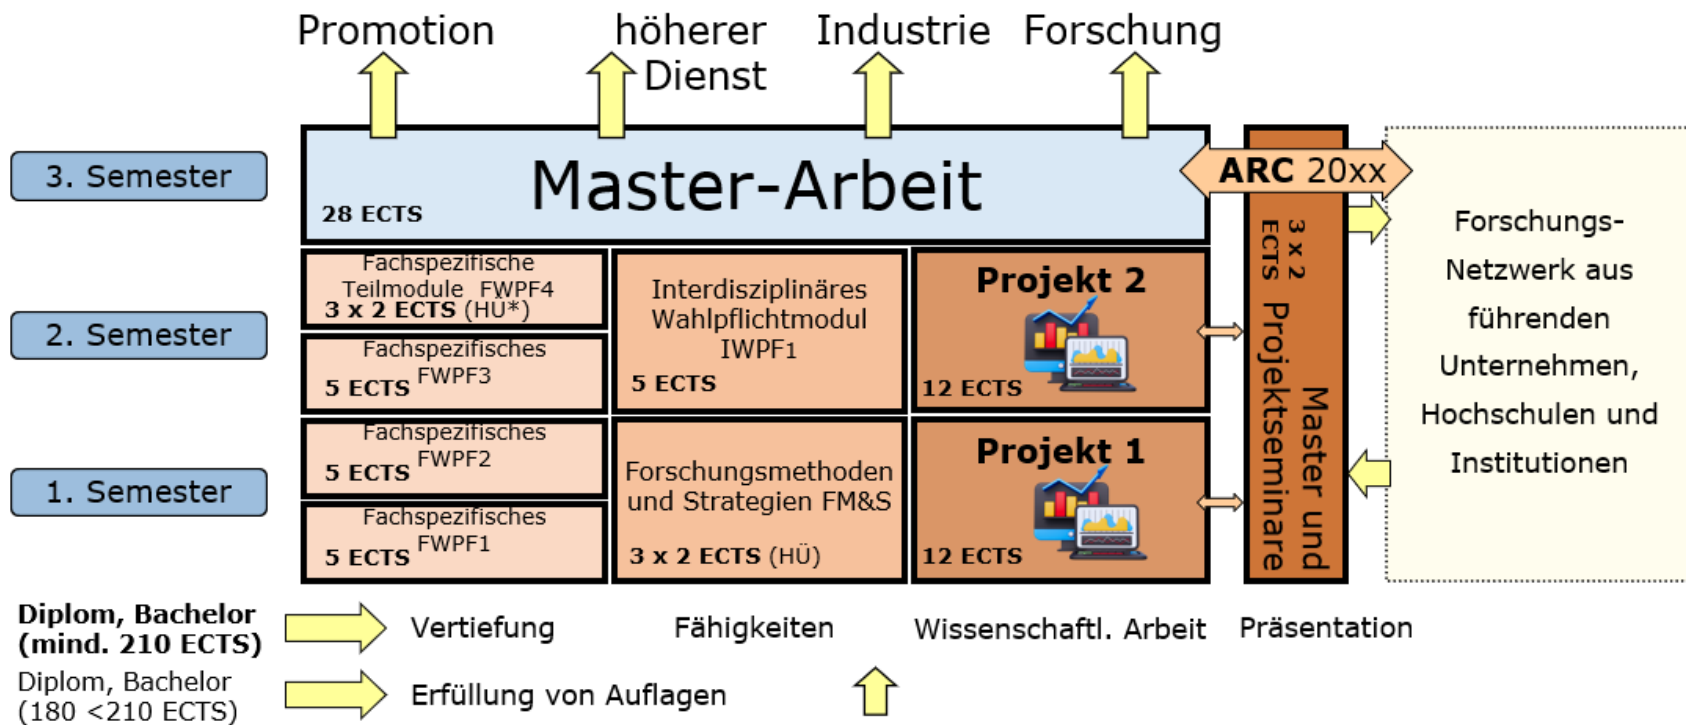 Promotion
höherer
Dienst
Industrie
Forschung
3. Semester
Master-Arbeit
28 ECTS
ARC 20xx
2. Semester
Fachspezifische
Teilmodule FWPF4
3 x 2 ECTS (HÜ*)
Fachspezifisches
FWPF3
5 ECTS
Interdisziplinäres
Wahlpflichtmodul
IWPF1
5 ECTS
Projekt 2
12 ECTS
1. Semester
Fachspezifisches
FWPF2
5 ECTS
Fachspezifisches
FWPF1
5 ECTS
Forschungsmethoden
und Strategien FM&S
3 x 2 ECTS (HÜ)
Projekt 1
12 ECTS
3 x 2
ECTS
Master und
Projektseminare
Forschungs-
Netzwerk aus
führenden
Unternehmen,
Hochschulen und
Institutionen
Diplom, Bachelor
(mind. 210 ECTS)
Vertiefung
Fähigkeiten
Wissenschaftl. Arbeit
Präsentation
Diplom, Bachelor
(180 <210 ECTS)
Erfüllung von Auflagen